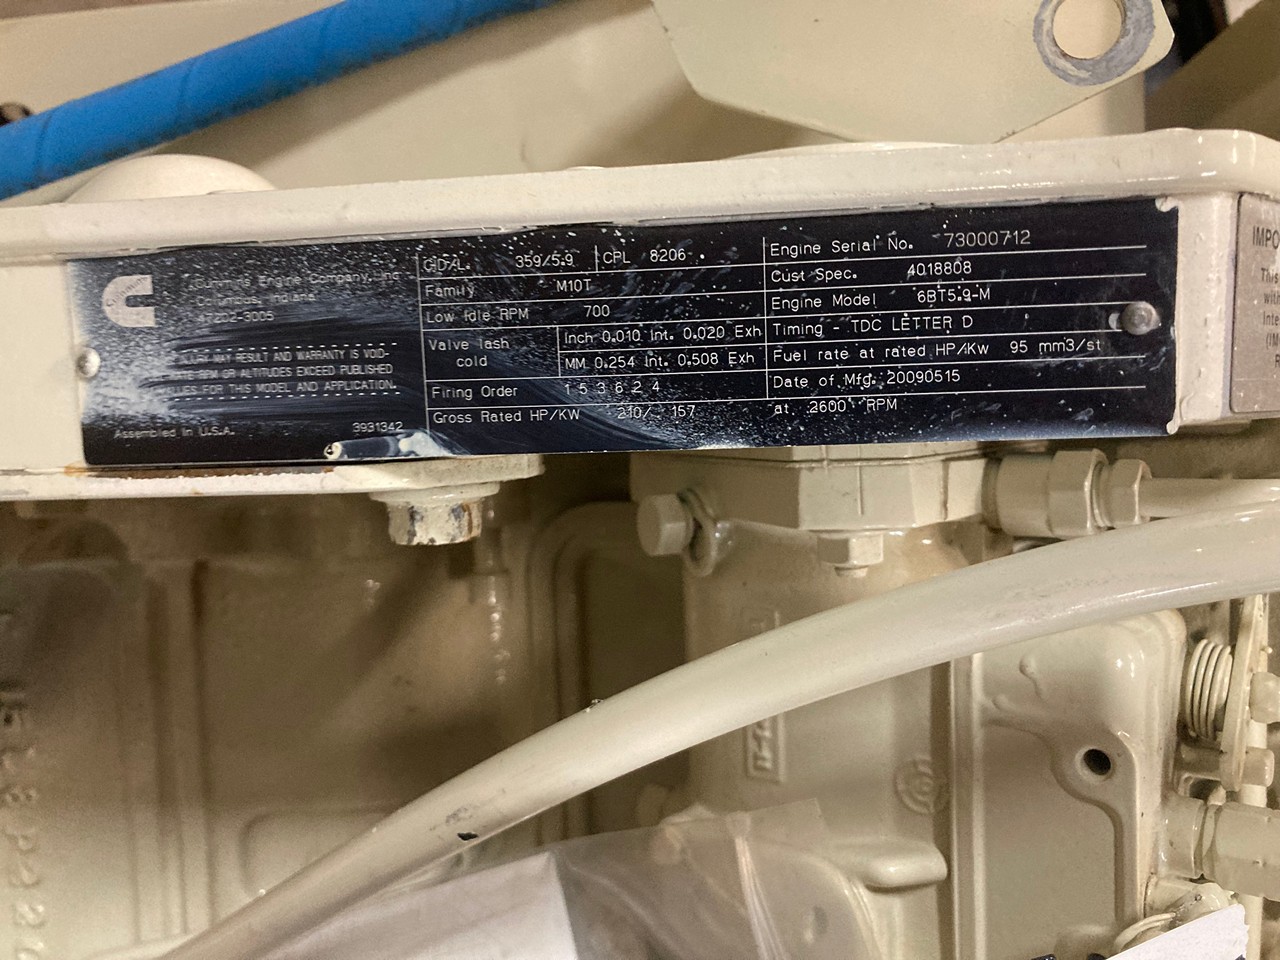 Cummins Engine Company, Inc
Columbus, Indiana
47202-3005
INJURY MAY RESULT AND WARRANTY IS VOID-
RPM OR ALTITUDES EXCEED PUBLISHED
FOR THIS MODEL AND APPLICATION.
Assembled in U.S.A. 3931342
C.I.D./L. 359/5.9 CPL 8206
Family M10T
Low Idle RPM 700
Valve lash cold
Inch 0.010 Int. 0.020 Exh
MM 0.254 Int. 0.508 Exh
Firing Order 1 5 3 6 2 4
Gross Rated HP/KW 210/ 157
Engine Serial No. 73000712
Cust Spec. 4018808
Engine Model 6BT5.9-M
Timing - TDC LETTER D
Fuel rate at rated HP/Kw 95 mm3/st
Date of Mfg. 20090515
at 2600 RPM